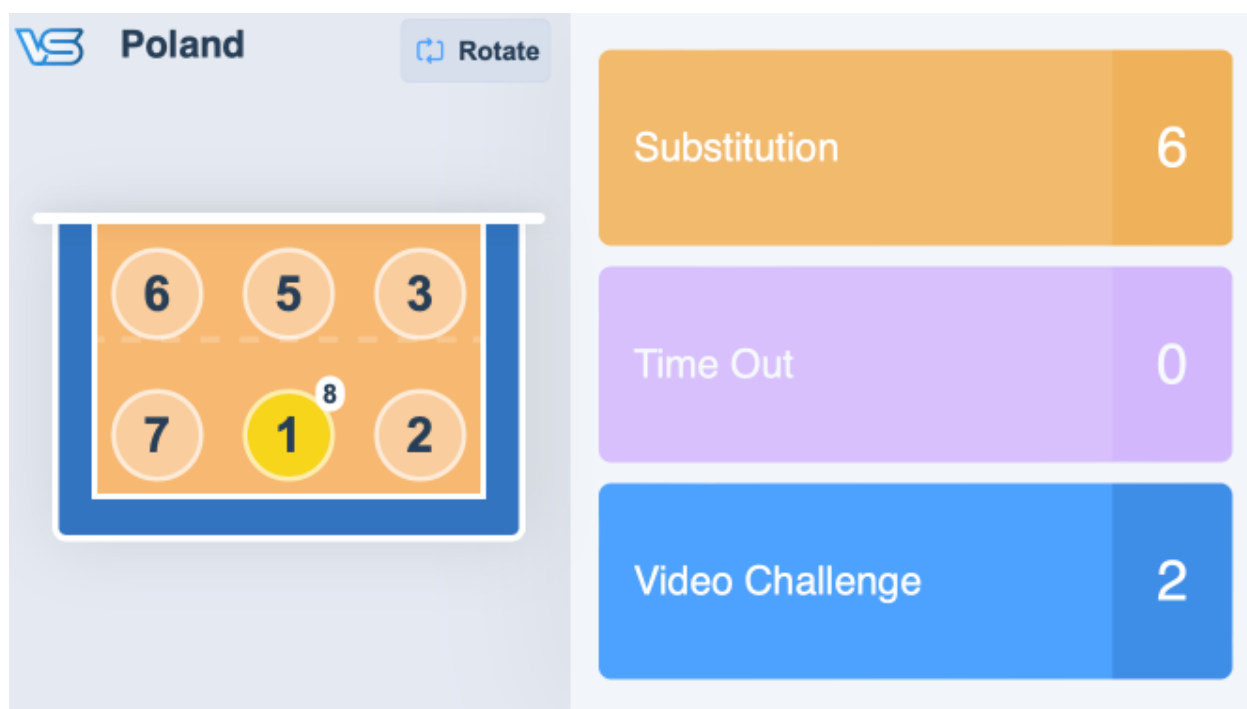 VS Poland Rotate
6 5 3
7 1 8 2
Substitution 6
Time Out 0
Video Challenge 2